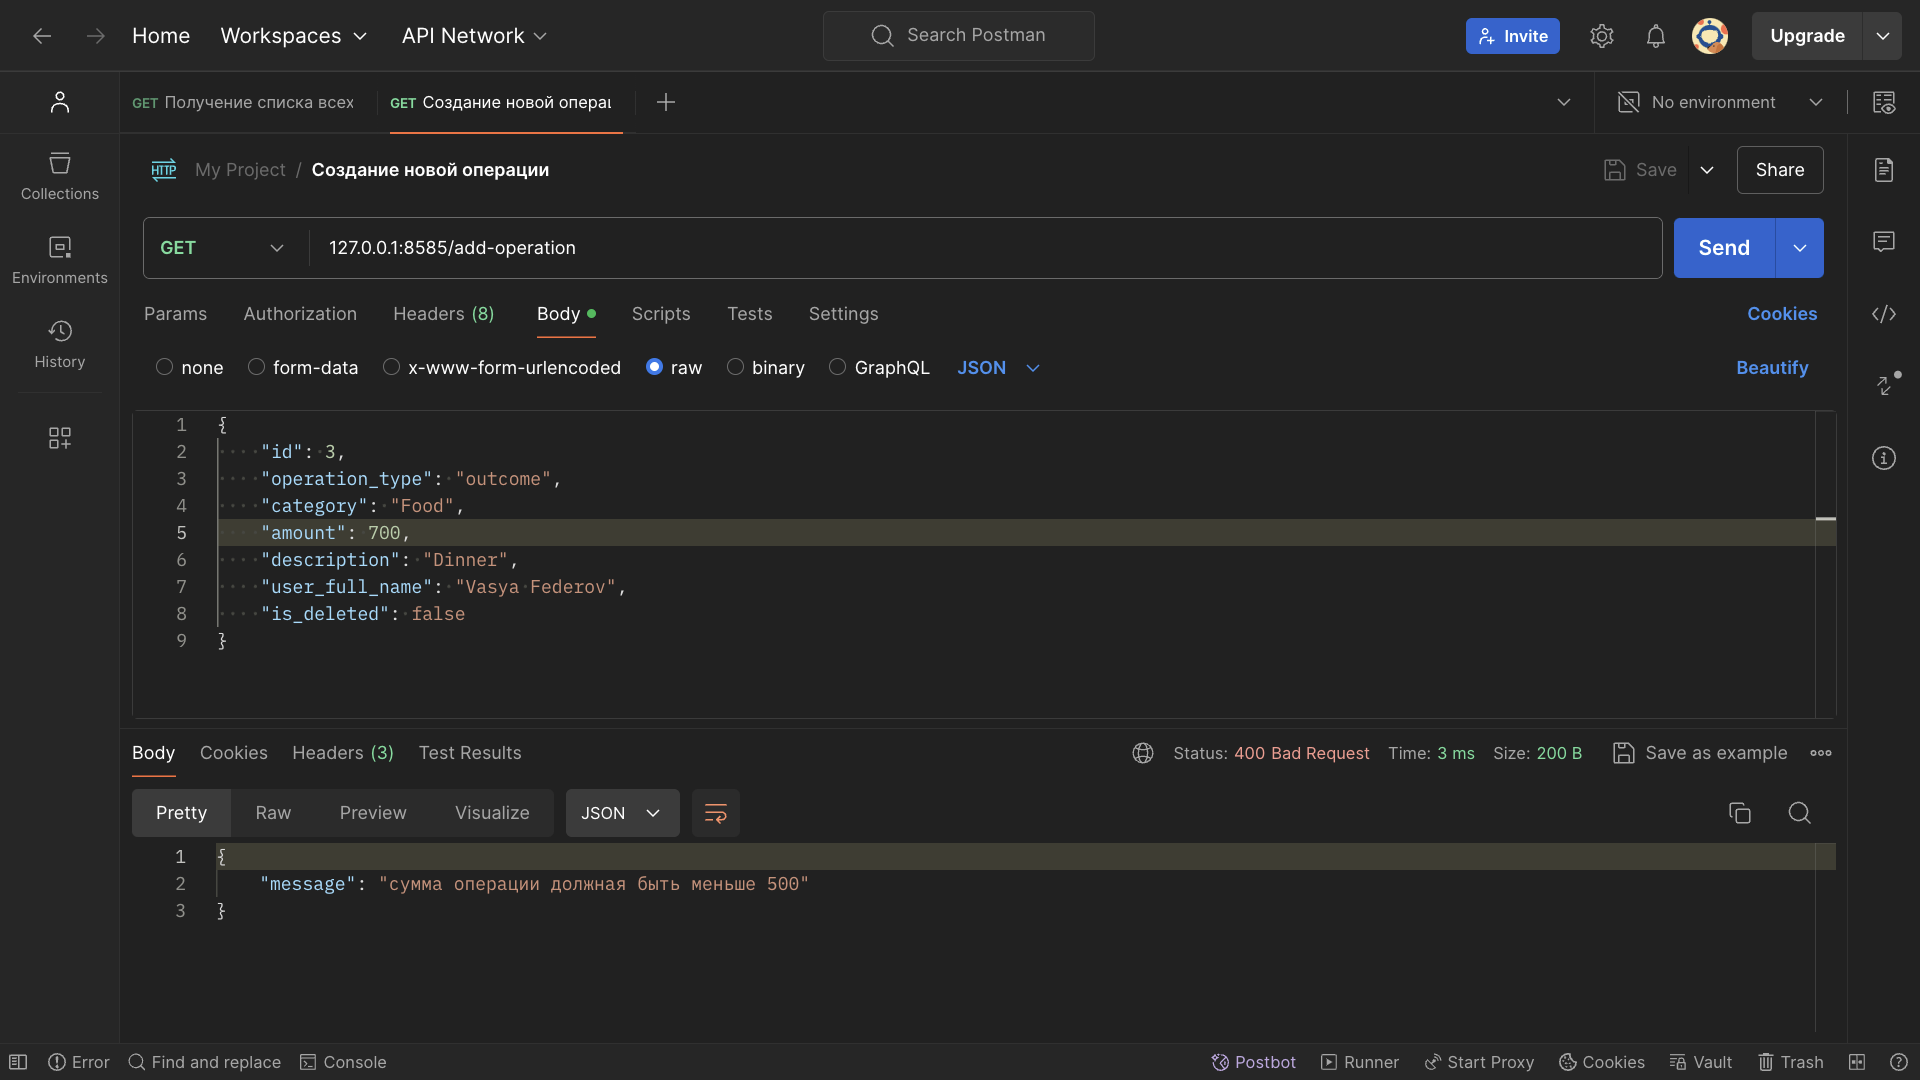 Home Workspaces API Network Search Postman Invite Upgrade
GET Получение списка всех GET Создание новой операц No environment
HTTP My Project / Создание новой операции Save Share
Collections
Environments
History
GET 127.0.0.1:8585/add-operation Send
Params Authorization Headers (8) Body Scripts Tests Settings Cookies
none form-data x-www-form-urlencoded raw binary GraphQL JSON Beautify
1 {
2 "id": 3,
3 "operation_type": "outcome",
4 "category": "Food",
5 "amount": 700,
6 "description": "Dinner",
7 "user_full_name": "Vasya Federov",
8 "is_deleted": false
9 }
Body Cookies Headers (3) Test Results Status: 400 Bad Request Time: 3 ms Size: 200 B Save as example
Pretty Raw Preview Visualize JSON
1 {
2 "message": "сумма операции должная быть меньше 500"
3 }
Error Find and replace Console Postbot Runner Start Proxy Cookies Vault Trash